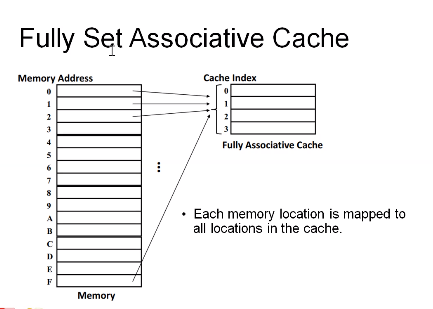 Fully Set Associative Cache
Memory Address
0
1
2
3
4
5
6
7
8
9
A
B
C
D
E
F
Memory
Cache Index
0
1
2
3
Fully Associative Cache
• Each memory location is mapped to
all locations in the cache.